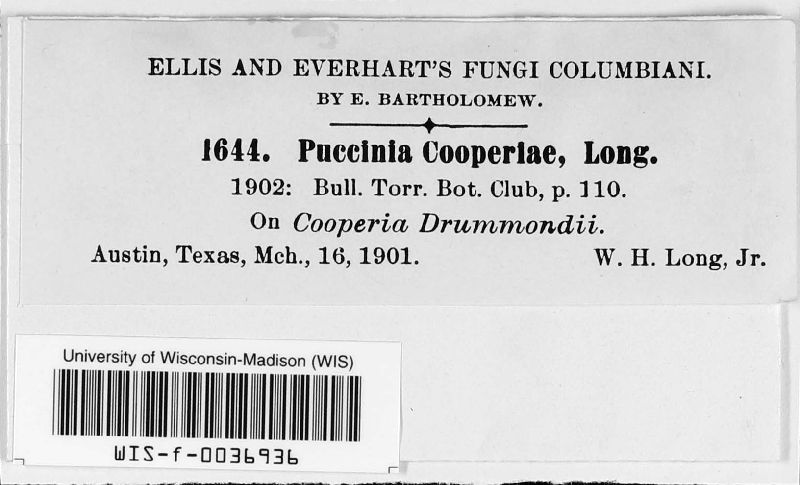 ELLIS AND EVERHART'S FUNGI COLUMBIANI.
BY E. BARTHOLOMEW.
1644. Puccinia Cooperiae, Long.
1902: Bull. Torr. Bot. Club, p. 110.
On Cooperia Drummondii.
Austin, Texas, Mch., 16, 1901. W. H. Long, Jr.
University of Wisconsin-Madison (WIS)
WIS-f-0036936